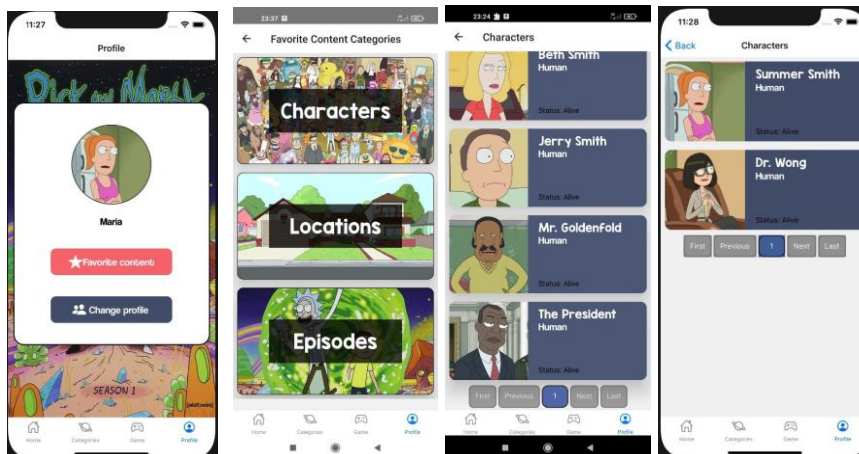 11:27
Profile
Rick and Morty
Maria
Favorite content
Change profile
SEASON 1
[adult swim]
Home
Categories
Game
Profile
23:37
Favorite Content Categories
Characters
Locations
Episodes
Home
Categories
Game
Profile
23:24
Characters
Beth Smith
Human
Status: Alive
Jerry Smith
Human
Status: Alive
Mr. Goldenfold
Human
Status: Alive
The President
Human
Status: Alive
First Previous 1 Next Last
Home
Categories
Game
Profile
11:28
Back
Characters
Summer Smith
Human
Status: Alive
Dr. Wong
Human
Status: Alive
First Previous 1 Next Last
Home
Categories
Game
Profile